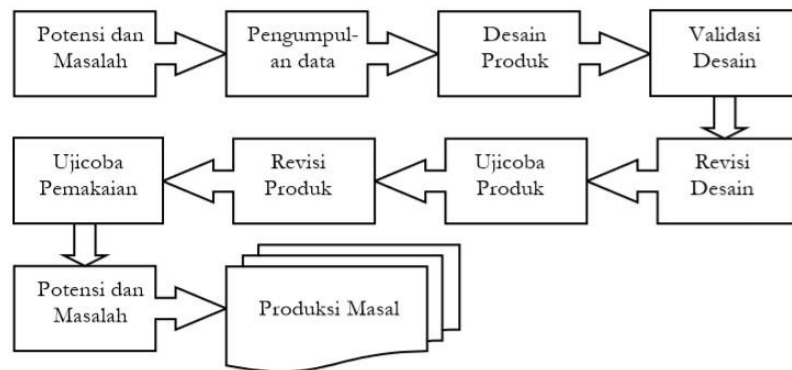 Potensi dan
Masalah
Pengumpul-
an data
Desain
Produk
Validasi
Desain
Revisi
Desain
Ujicoba
Produk
Revisi
Produk
Ujicoba
Pemakaian
Potensi dan
Masalah
Produksi Masal